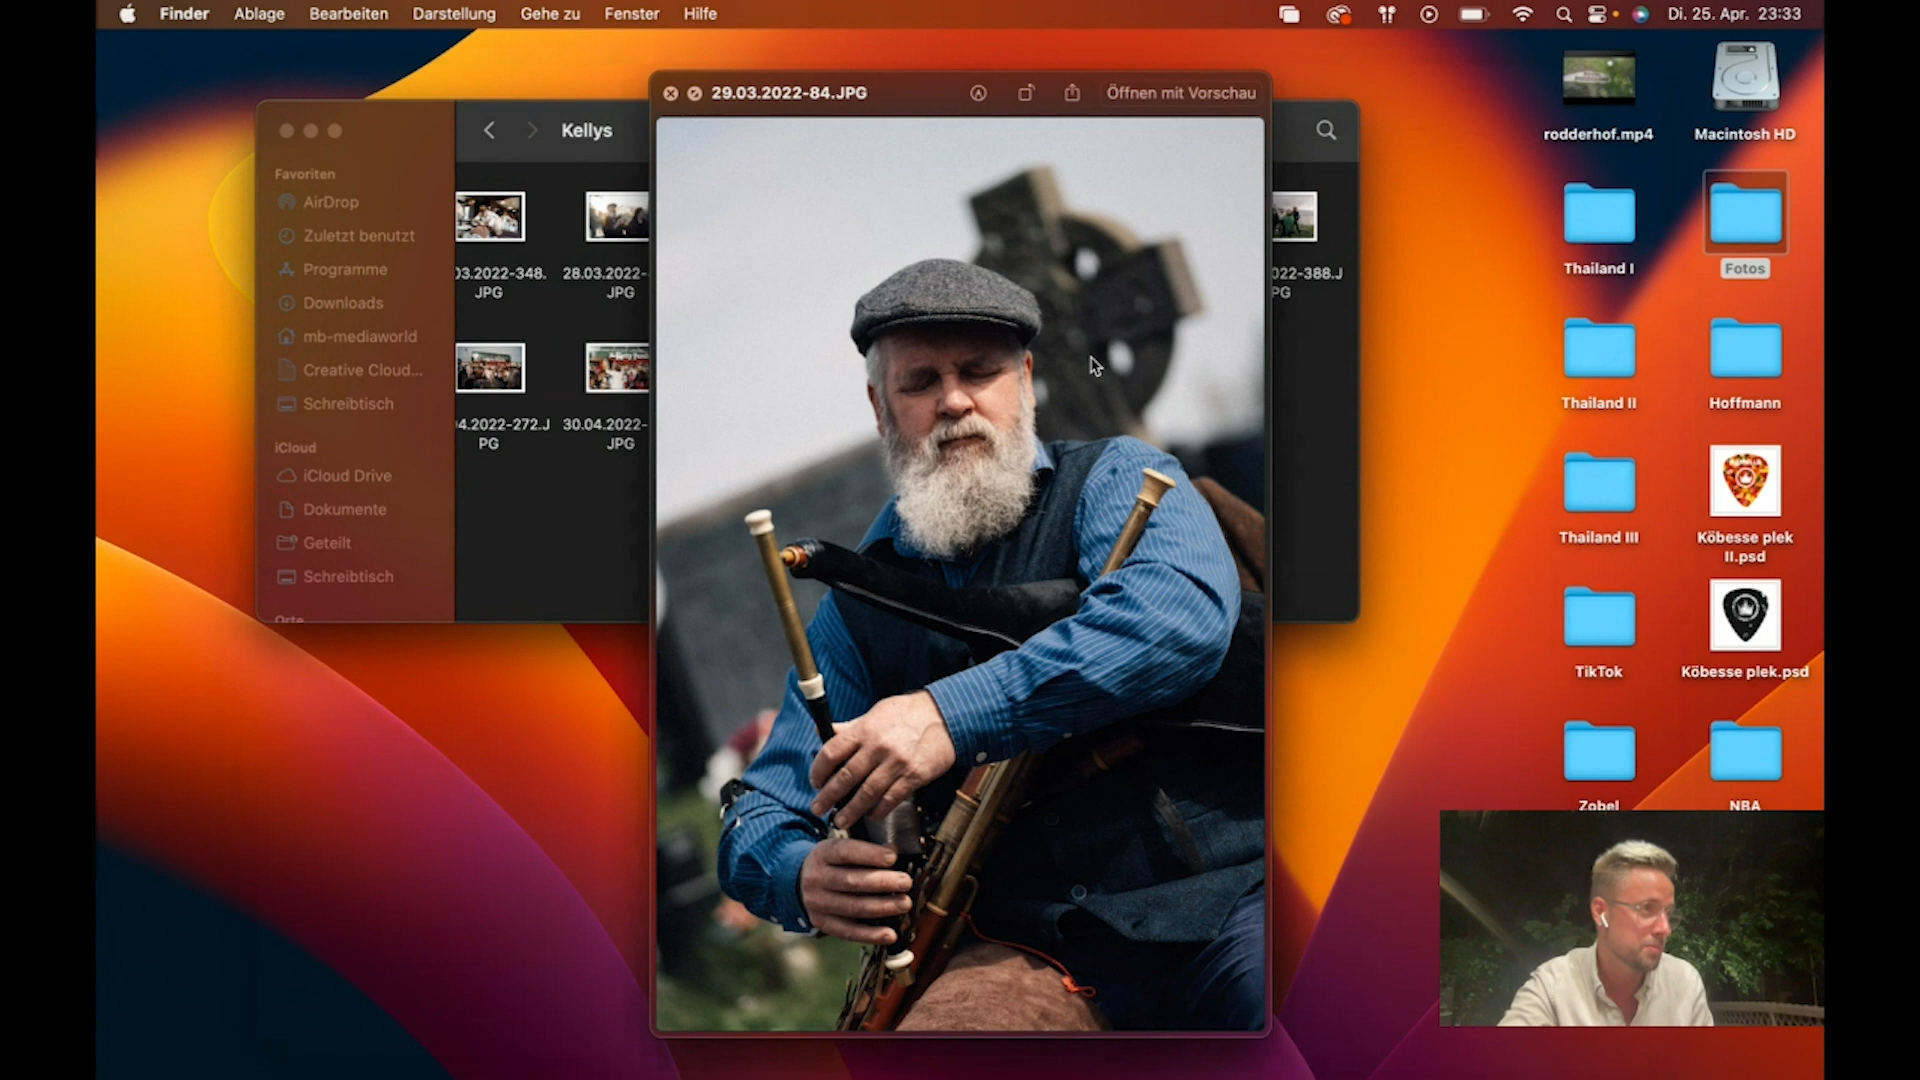 Finder Ablage Bearbeiten Darstellung Gehe zu Fenster Hilfe Di. 25. Apr. 23:33
29.03.2022-84.JPG Öffnen mit Vorschau
Kellys
Favoriten
AirDrop
Zuletzt benutzt
Programme
Downloads
mb-mediaworld
Creative Cloud...
Schreibtisch
iCloud
iCloud Drive
Dokumente
Geteilt
Schreibtisch
Orte
03.2022-348.
JPG
28.03.2022-
JPG
022-388.J
PG
4.2022-272.J
PG
30.04.2022-
JPG
rodderhof.mp4
Macintosh HD
Thailand I
Fotos
Thailand II
Hoffmann
Thailand III
Köbesse plek
II.psd
TikTok
Köbesse plek.psd
Zobel
NBA